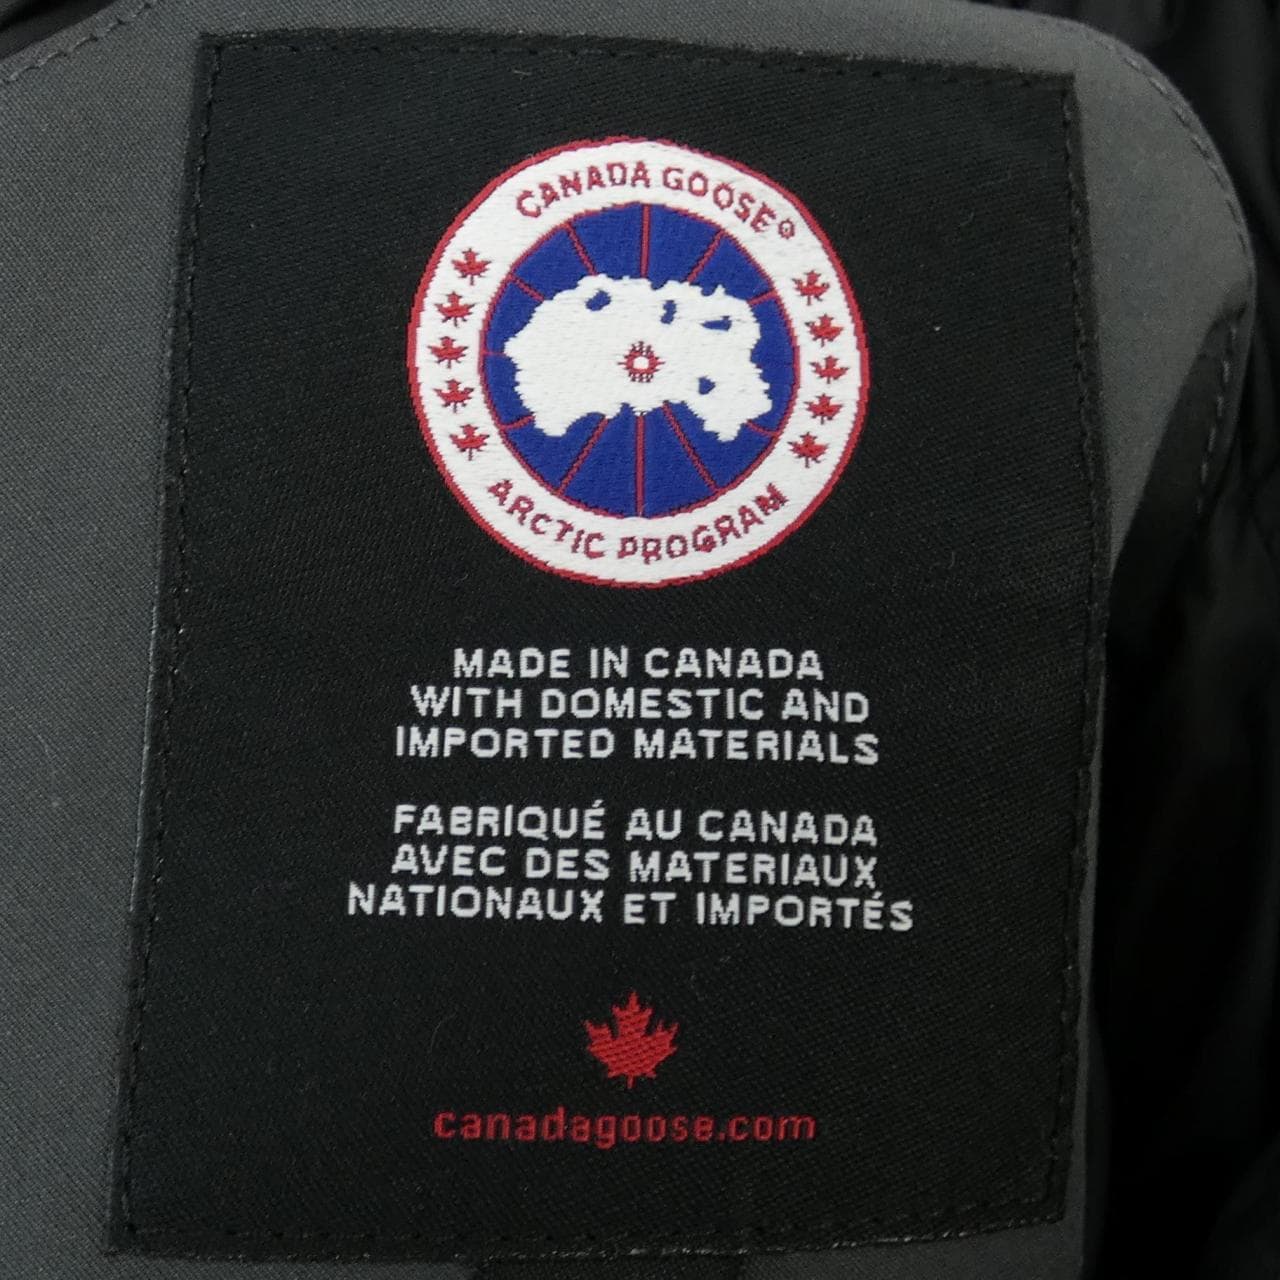 CANADA GOOSE®
ARCTIC PROGRAM
MADE IN CANADA
WITH DOMESTIC AND
IMPORTED MATERIALS
FABRIQUÉ AU CANADA
AVEC DES MATERIAUX
NATIONAUX ET IMPORTÉS
canadagoose.com